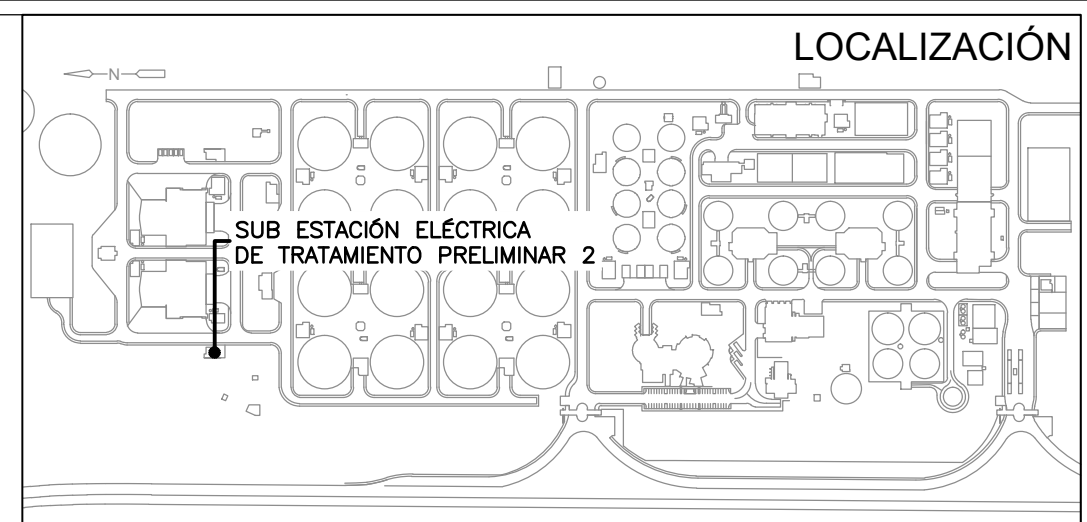 LOCALIZACIÓN
N
SUB ESTACIÓN ELÉCTRICA
DE TRATAMIENTO PRELIMINAR 2